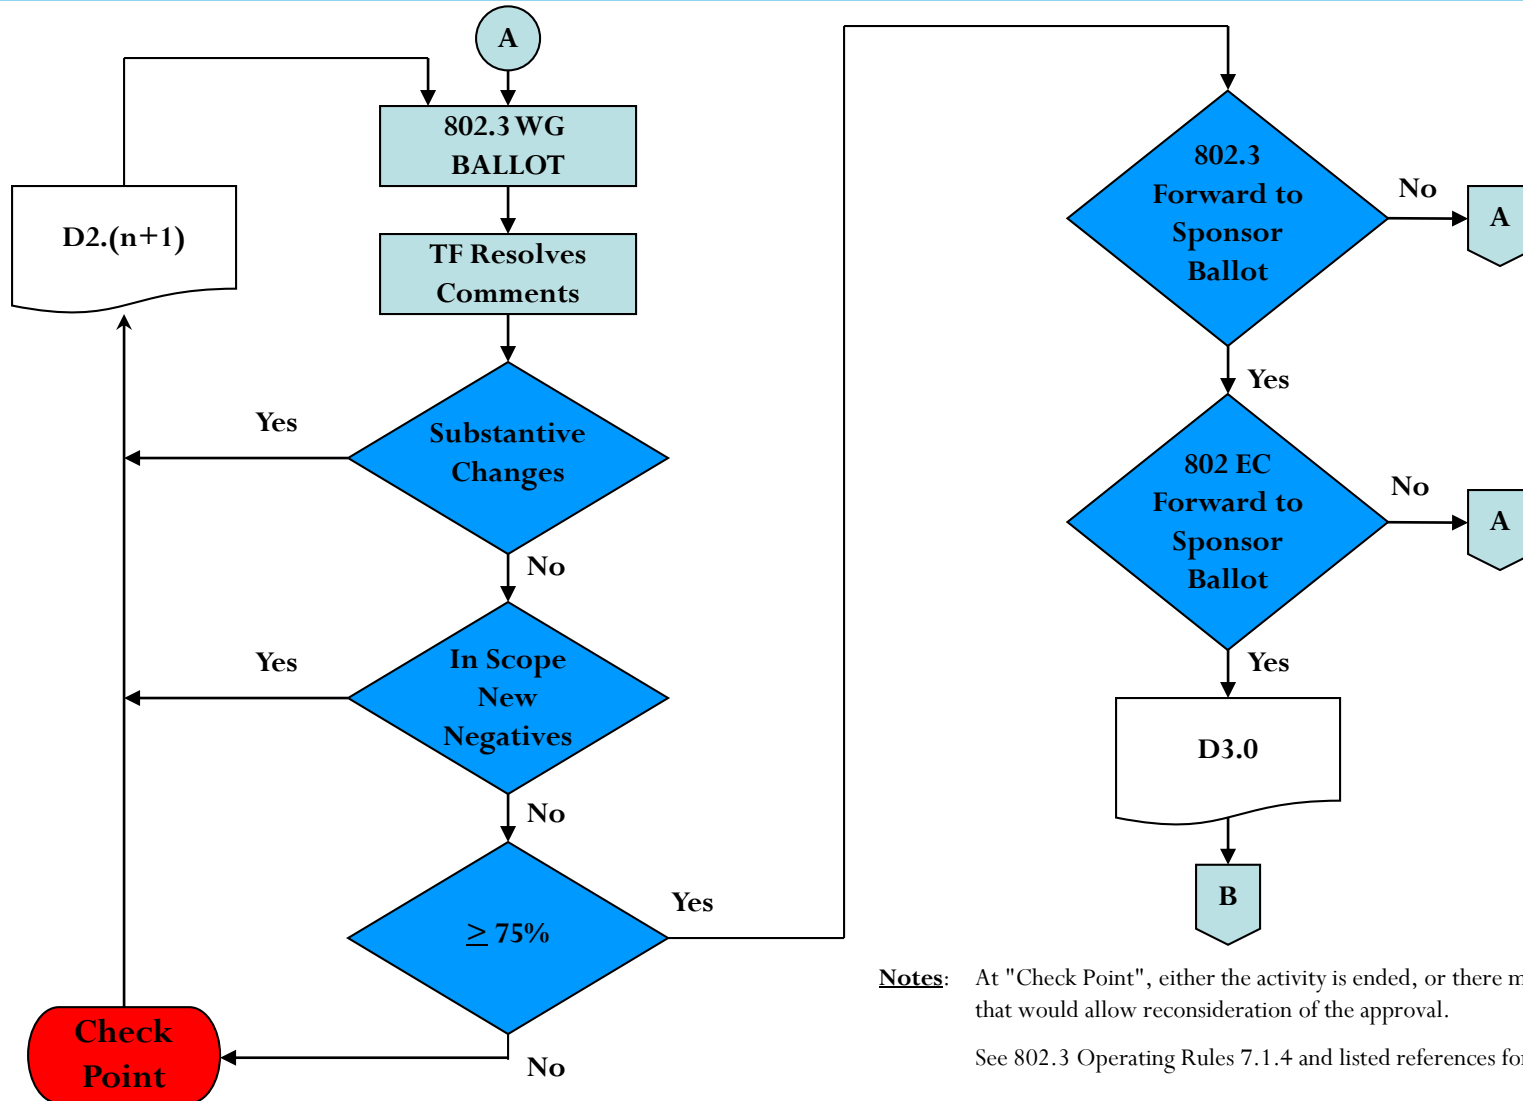 A
802.3 WG
BALLOT
D2.(n+1)
TF Resolves
Comments
Yes
Substantive
Changes
No
Yes
In Scope
New
Negatives
No
≥ 75%
Yes
No
Check
Point
802.3
Forward to
Sponsor
Ballot
No
A
Yes
802 EC
Forward to
Sponsor
Ballot
No
A
Yes
D3.0
B
Notes: At "Check Point", either the activity is ended, or there
that would allow reconsideration of the approval.
See 802.3 Operating Rules 7.1.4 and listed references